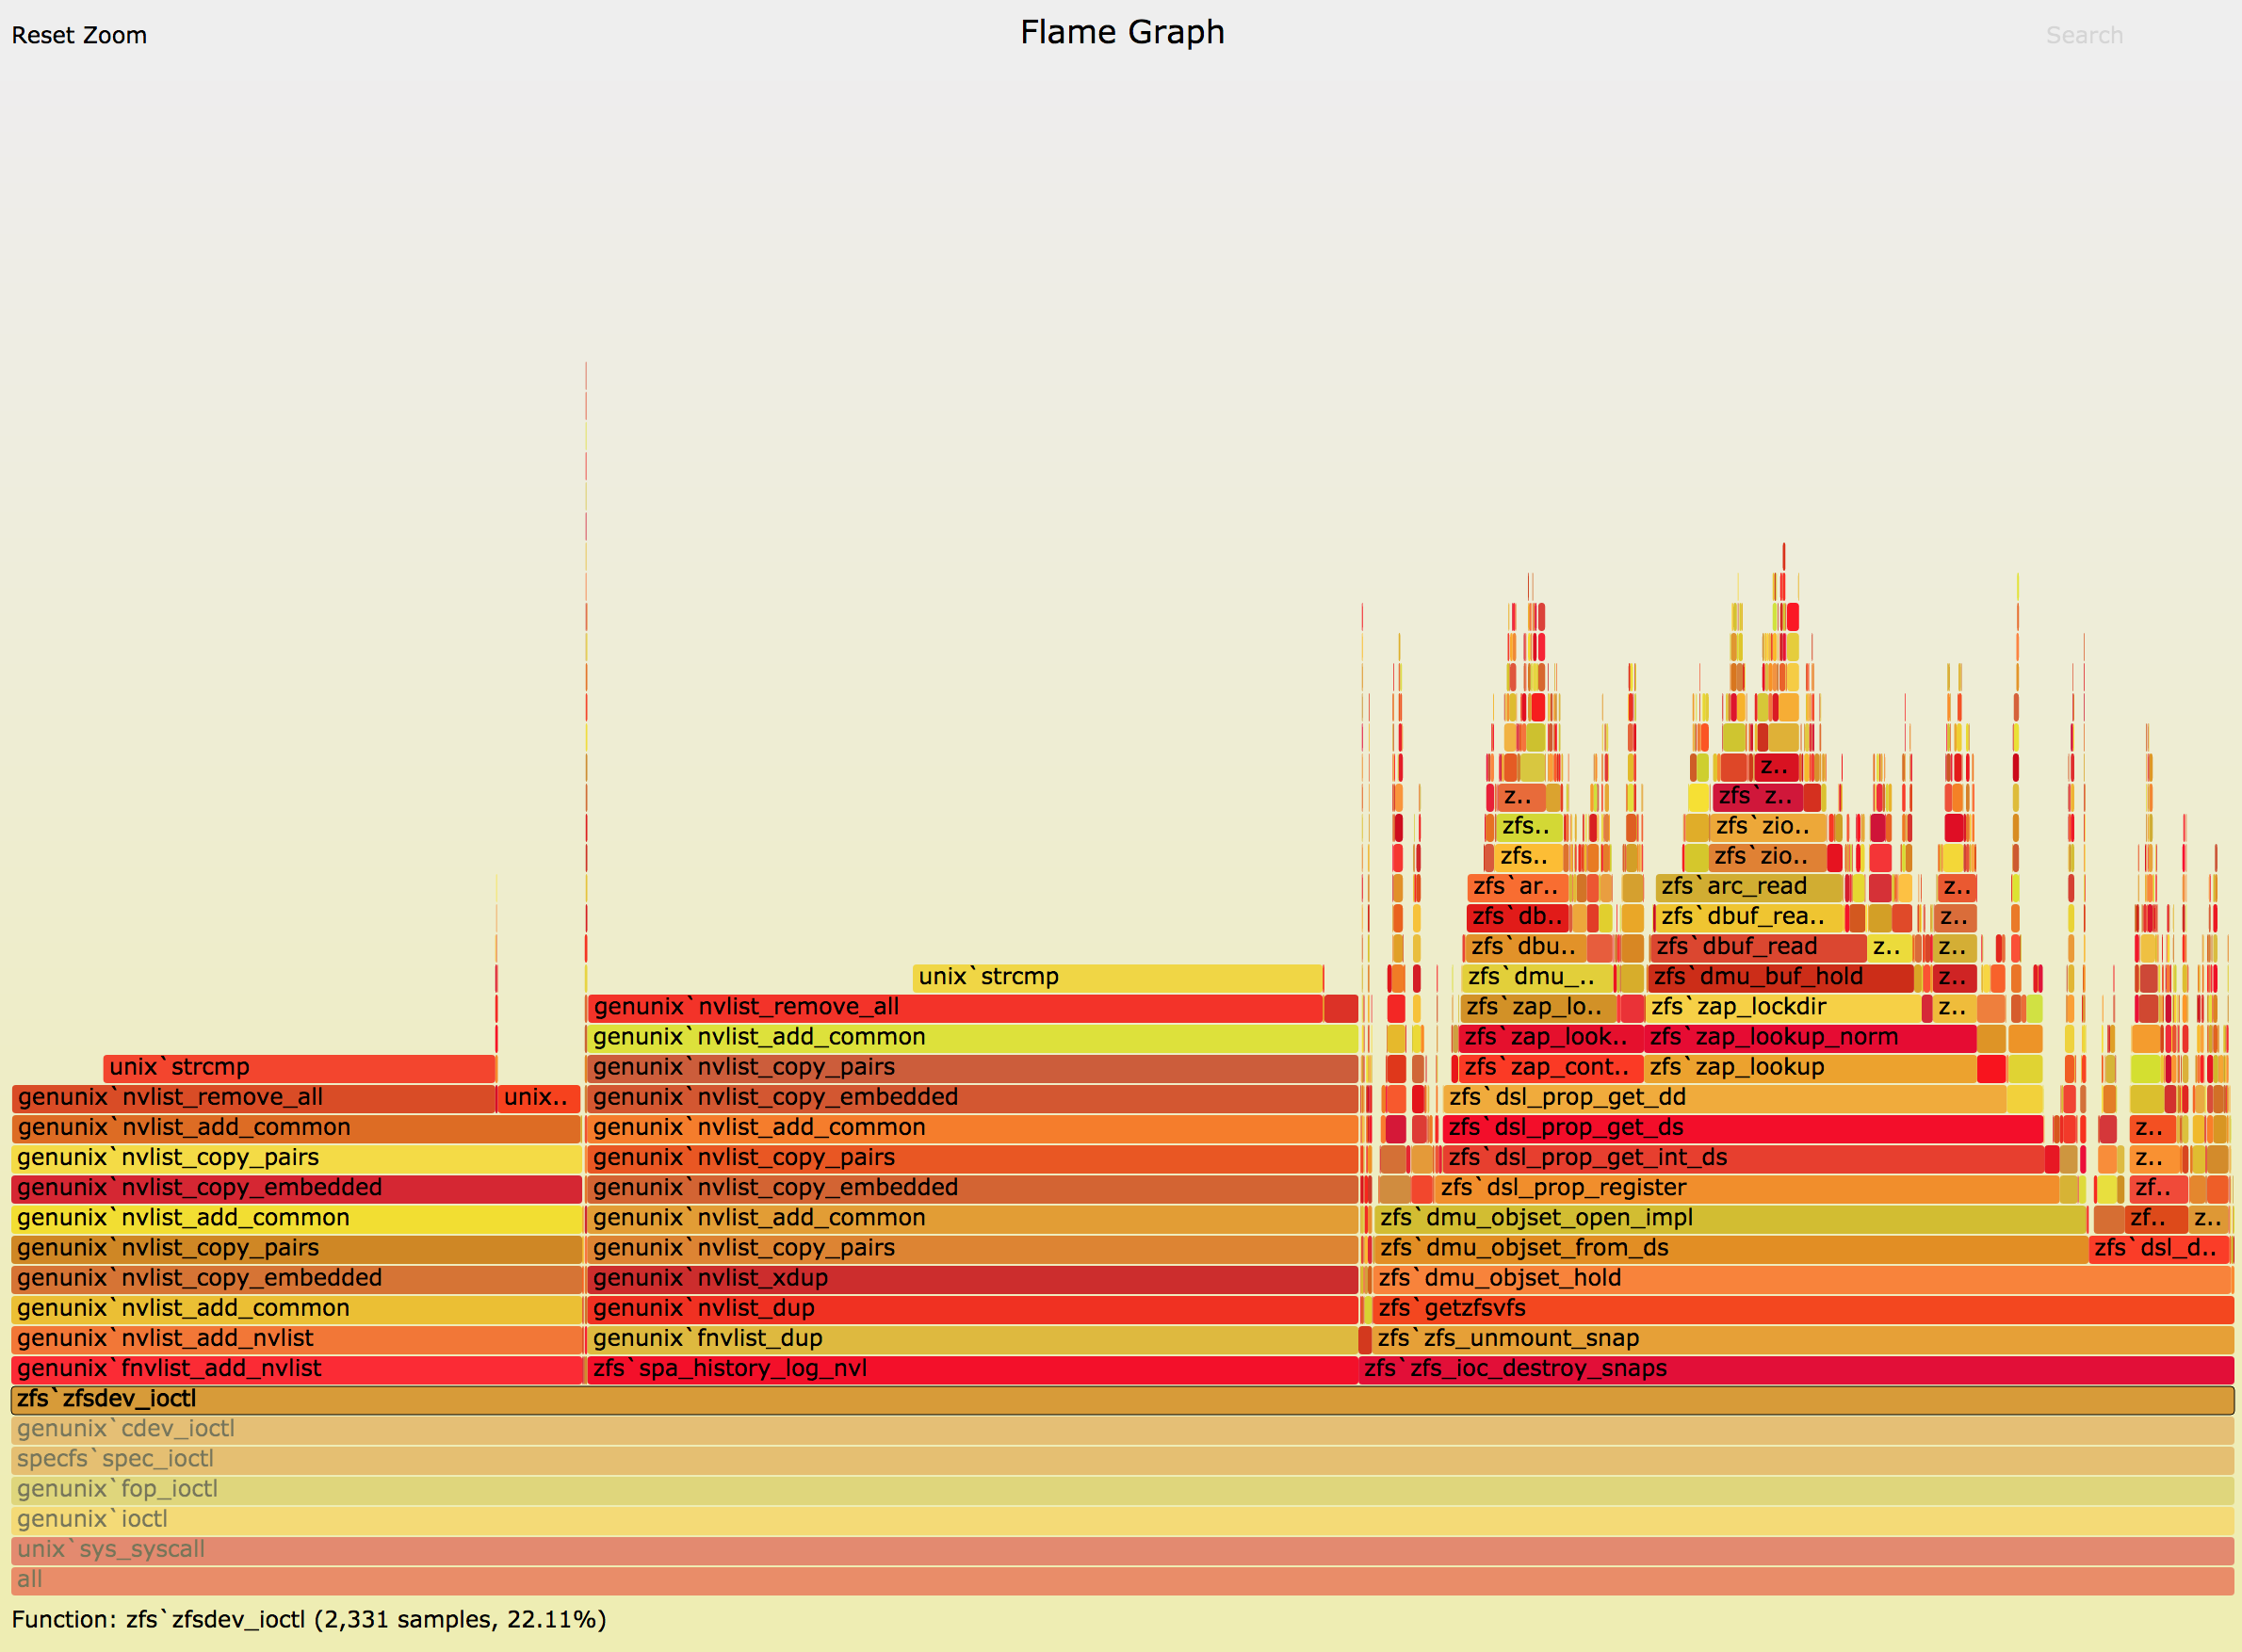 Reset Zoom Flame Graph Search
z..
z.. zfs`z..
zfs.. zfs`zio..
zfs.. zfs`zio..
zfs`ar.. zfs`arc_read z..
zfs`db.. zfs`dbuf_rea.. z..
zfs`dbu.. zfs`dbuf_read z.. z..
unix`strcmp zfs`dmu_.. zfs`dmu_buf_hold z..
genunix`nvlist_remove_all zfs`zap_lo.. zfs`zap_lockdir z..
genunix`nvlist_add_common zfs`zap_look.. zfs`zap_lookup_norm
unix`strcmp genunix`nvlist_copy_pairs zfs`zap_cont.. zfs`zap_lookup
genunix`nvlist_remove_all unix.. genunix`nvlist_copy_embedded zfs`dsl_prop_get_dd
genunix`nvlist_add_common genunix`nvlist_add_common zfs`dsl_prop_get_ds z..
genunix`nvlist_copy_pairs genunix`nvlist_copy_pairs zfs`dsl_prop_get_int_ds z..
genunix`nvlist_copy_embedded genunix`nvlist_copy_embedded zfs`dsl_prop_register zf..
genunix`nvlist_add_common genunix`nvlist_add_common zfs`dmu_objset_open_impl zf.. z..
genunix`nvlist_copy_pairs genunix`nvlist_copy_pairs zfs`dmu_objset_from_ds zfs`dsl_d..
genunix`nvlist_copy_embedded genunix`nvlist_xdup zfs`dmu_objset_hold
genunix`nvlist_add_common genunix`nvlist_dup zfs`getzfsvfs
genunix`nvlist_add_nvlist genunix`fnvlist_dup zfs`zfs_unmount_snap
genunix`fnvlist_add_nvlist zfs`spa_history_log_nvl zfs`zfs_ioc_destroy_snaps
zfs`zfsdev_ioctl
genunix`cdev_ioctl
specfs`spec_ioctl
genunix`fop_ioctl
genunix`ioctl
unix`sys_syscall
all
Function: zfs`zfsdev_ioctl (2,331 samples, 22.11%)